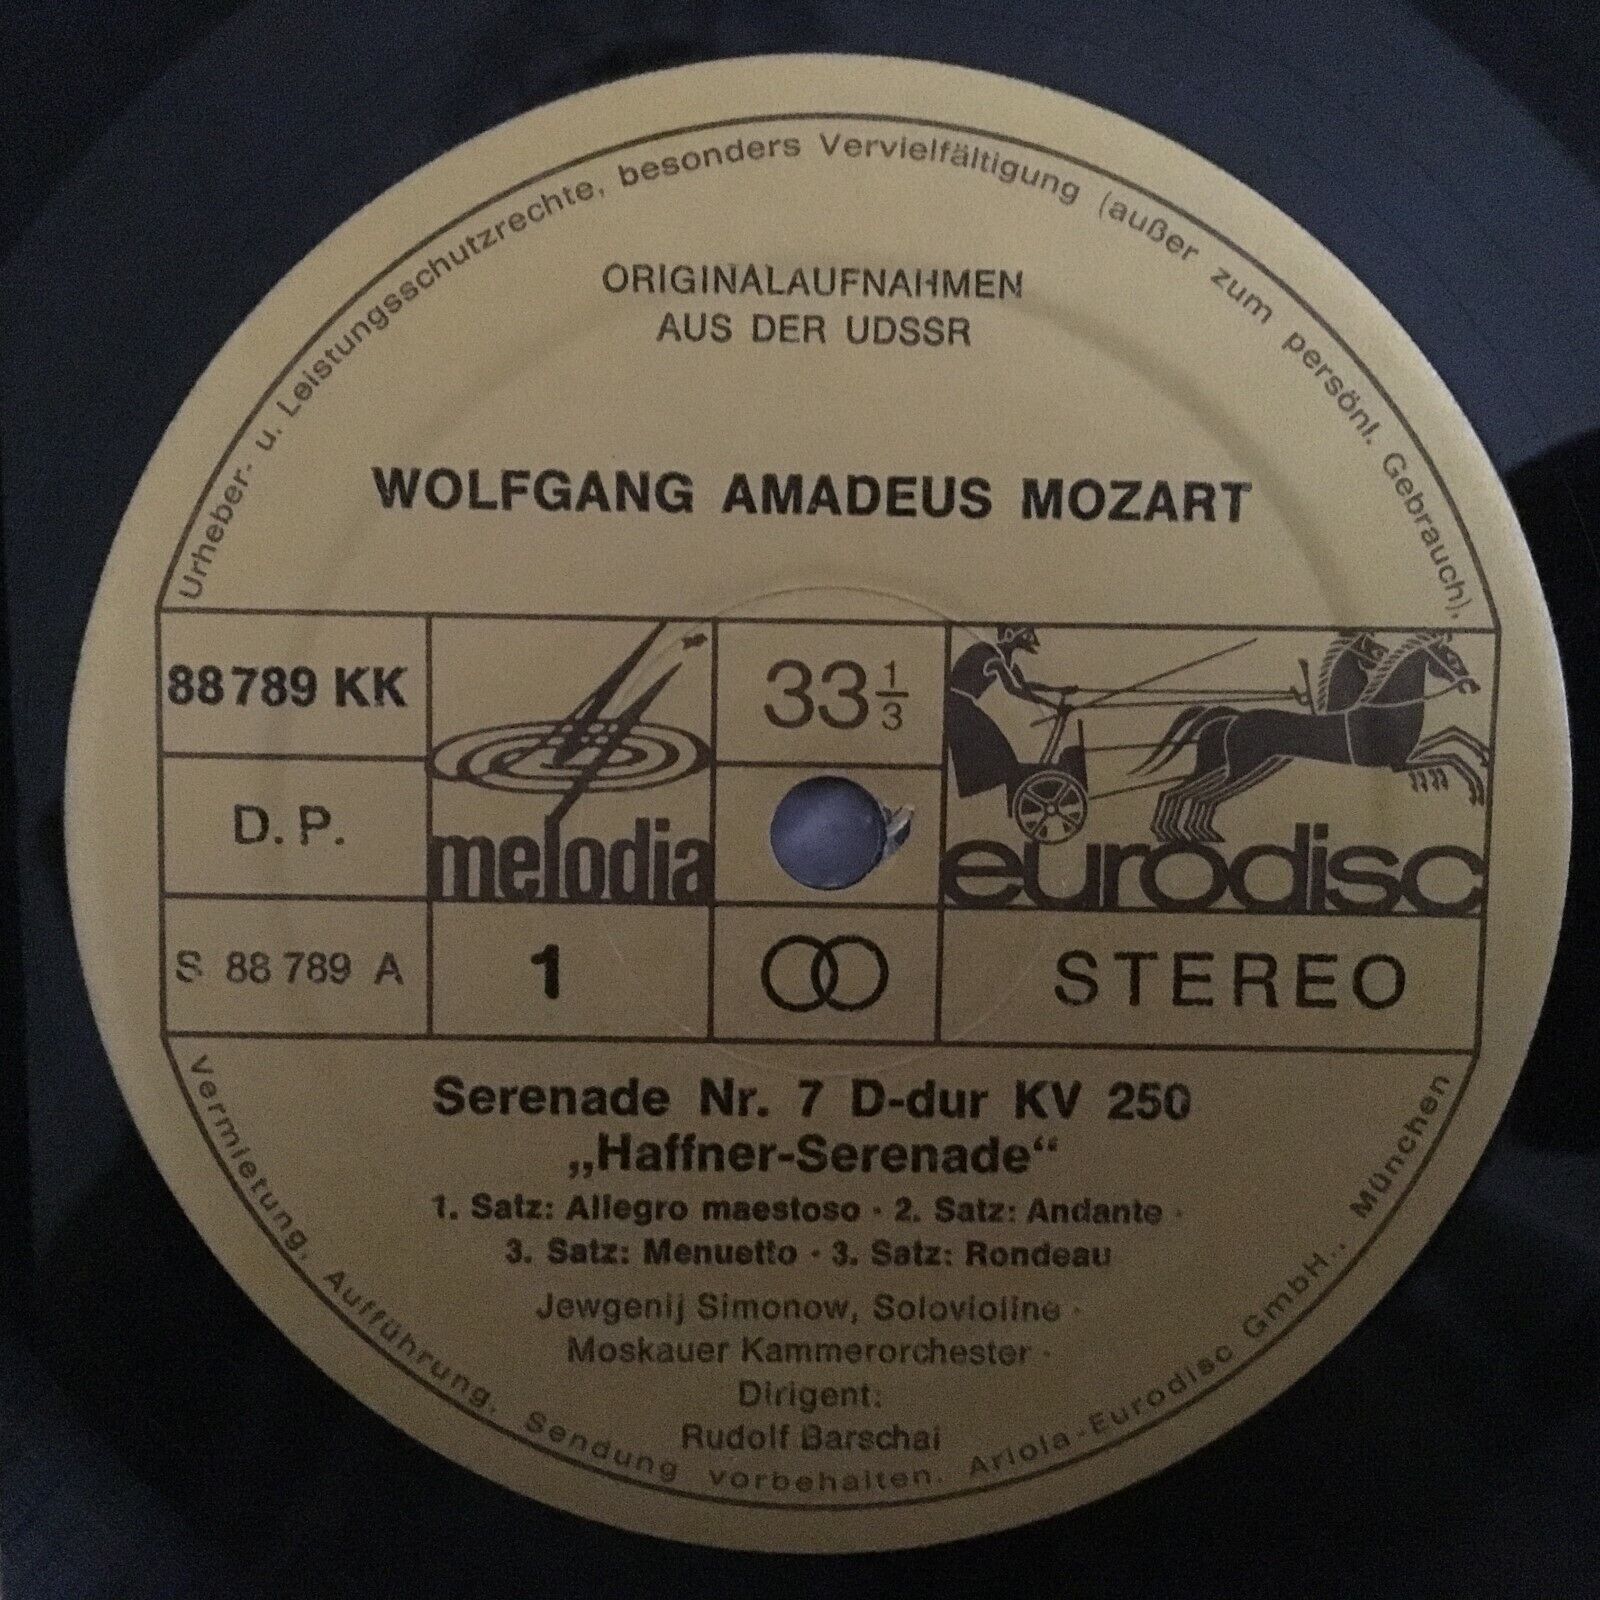 Urheber- u. Leistungsschutzrechte, besonders Vervielfältigung (außer zum persönl. Gebrauch),
ORIGINALAUFNAHMEN
AUS DER UDSSR
WOLFGANG AMADEUS MOZART
88 789 KK
D. P.
S 88 789 A
melodia
1
33 1/3
eurodisc
STEREO
Serenade Nr. 7 D-dur KV 250
„Haffner-Serenade“
1. Satz: Allegro maestoso · 2. Satz: Andante ·
3. Satz: Menuetto · 3. Satz: Rondeau
Jewgenij Simonow, Solovioline ·
Moskauer Kammerorchester ·
Dirigent:
Rudolf Barschai
Vermietung, Aufführung, Sendung vorbehalten. Ariola-Eurodisc GmbH., München